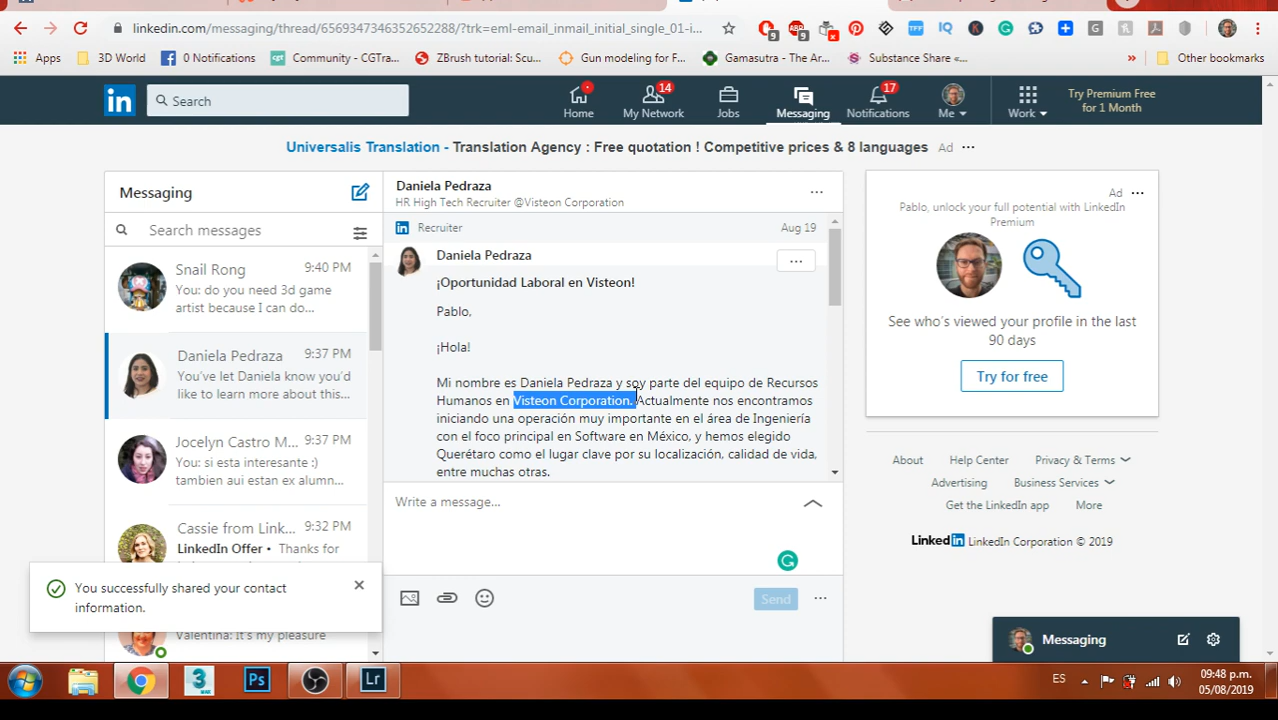 linkedin.com/messaging/thread/6569347346352652288/?trk=eml-email_inmail_initial_single_01-i...
Apps
3D World
0 Notifications
Community - CGTra...
ZBrush tutorial: Scu...
Gun modeling for F...
Gamasutra - The Ar...
Substance Share «...
»
Other bookmarks
in
Search
Home
14
My Network
Jobs
Messaging
17
Notifications
Me
Work
Try Premium Free
for 1 Month
Universalis Translation - Translation Agency : Free quotation ! Competitive prices & 8 languages Ad ...
Messaging
Search messages
Snail Rong 9:40 PM
You: do you need 3d game
artist because I can do...
Daniela Pedraza 9:37 PM
You've let Daniela know you'd
like to learn more about this...
Jocelyn Castro M... 9:37 PM
You: si esta interesante :)
tambien aui estan ex alumn...
Cassie from Link... 9:32 PM
LinkedIn Offer • Thanks for
Valentina: It's my pleasure
You successfully shared your contact
information.
Daniela Pedraza
HR High Tech Recruiter @Visteon Corporation
in Recruiter Aug 19
Daniela Pedraza
¡Oportunidad Laboral en Visteon!
Pablo,
¡Hola!
Mi nombre es Daniela Pedraza y soy parte del equipo de Recursos
Humanos en Visteon Corporation. Actualmente nos encontramos
iniciando una operación muy importante en el área de Ingeniería
con el foco principal en Software en México, y hemos elegido
Querétaro como el lugar clave por su localización, calidad de vida,
entre muchas otras.
Write a message...
Send
Ad ...
Pablo, unlock your full potential with LinkedIn
Premium
See who's viewed your profile in the last
90 days
Try for free
About Help Center Privacy & Terms
Advertising Business Services
Get the LinkedIn app More
Linked in LinkedIn Corporation © 2019
Messaging
3
Ps
Lr
ES
09:48 p.m.
05/08/2019